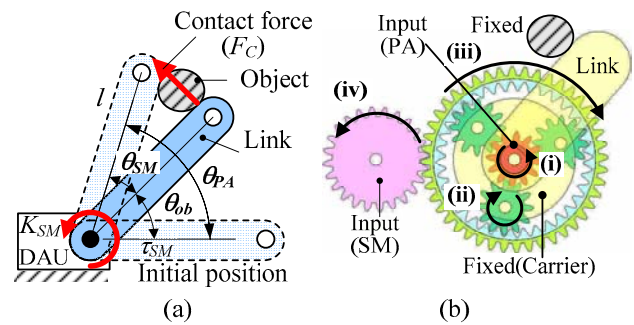 Contact force
(F_C)
Object
l
Link
θ_SM
θ_PA
θ_ob
K_SM
τ_SM
DAU
Initial position
(a)
Input
(PA)
Fixed
(iii)
Link
(iv)
(i)
(ii)
Input
(SM)
Fixed(Carrier)
(b)